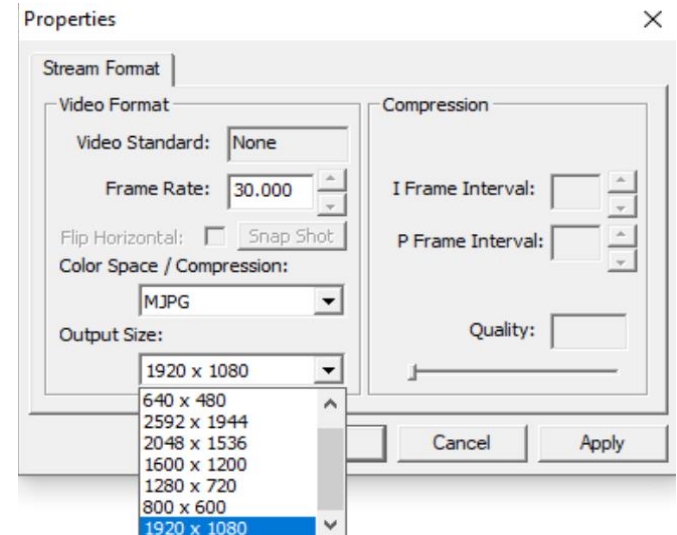 Properties
Stream Format
Video Format
Video Standard: None
Frame Rate: 30.000
Flip Horizontal: Snap Shot
Color Space / Compression:
MJPG
Output Size:
1920 x 1080
640 x 480
2592 x 1944
2048 x 1536
1600 x 1200
1280 x 720
800 x 600
1920 x 1080
Compression
I Frame Interval:
P Frame Interval:
Quality:
Cancel
Apply